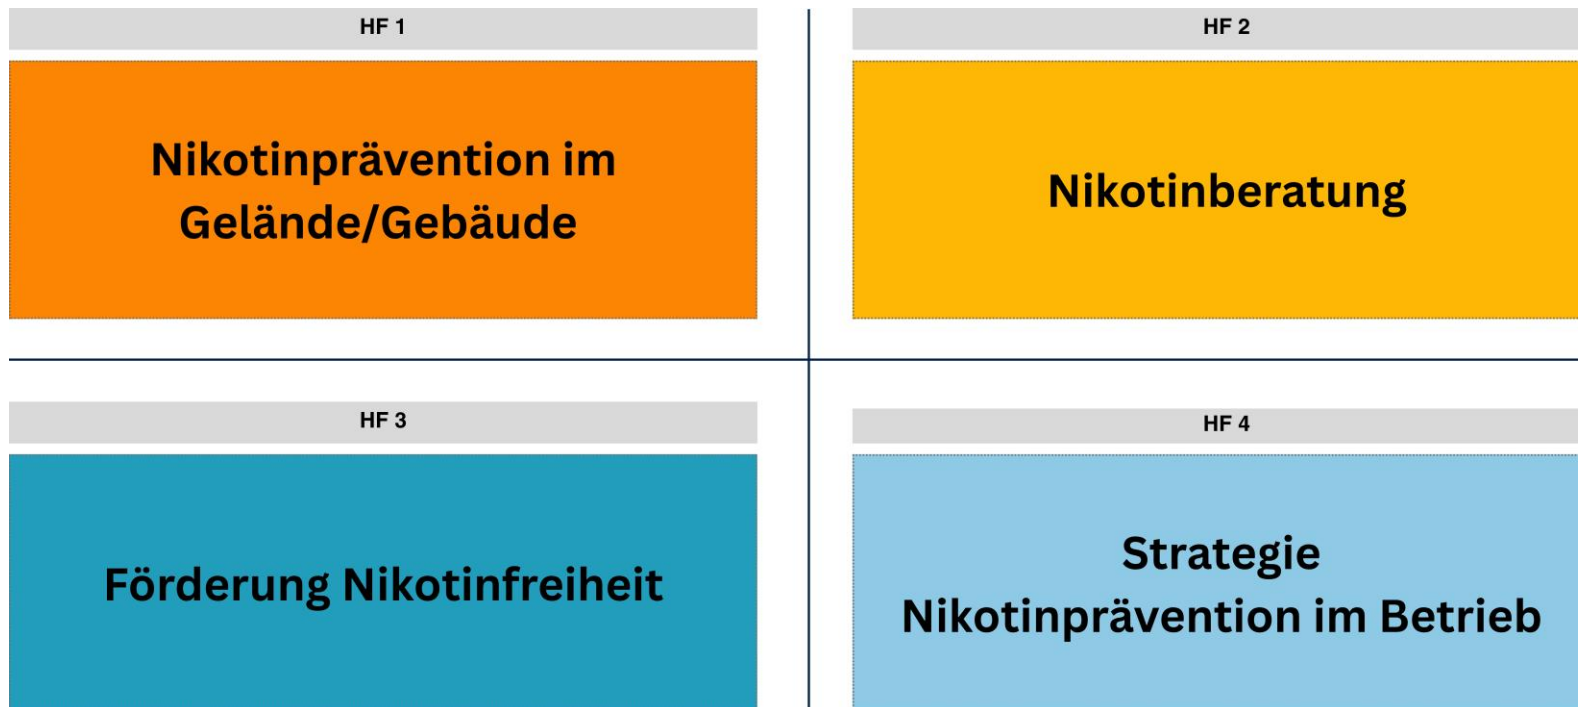 HF 1
Nikotinprävention im
Gelände/Gebäude
HF 2
Nikotinberatung
HF 3
Förderung Nikotinfreiheit
HF 4
Strategie
Nikotinprävention im Betrieb